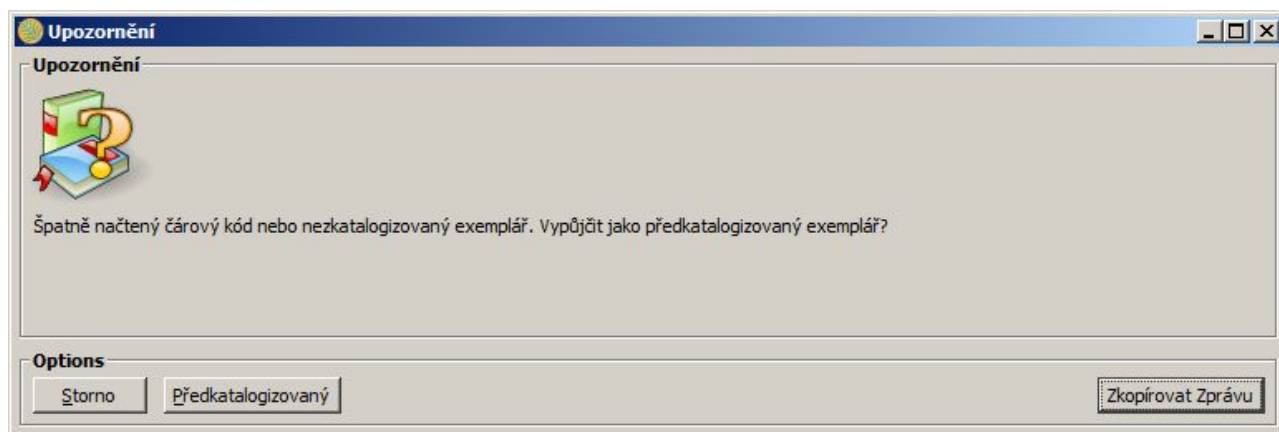 Upozornění
Upozornění
Špatně načtený čárový kód nebo nezkatalogizovaný exemplář. Vypůjčit jako předkatalogizovaný exemplář?
Options
Storno Předkatalogizovaný Zkopírovat Zprávu